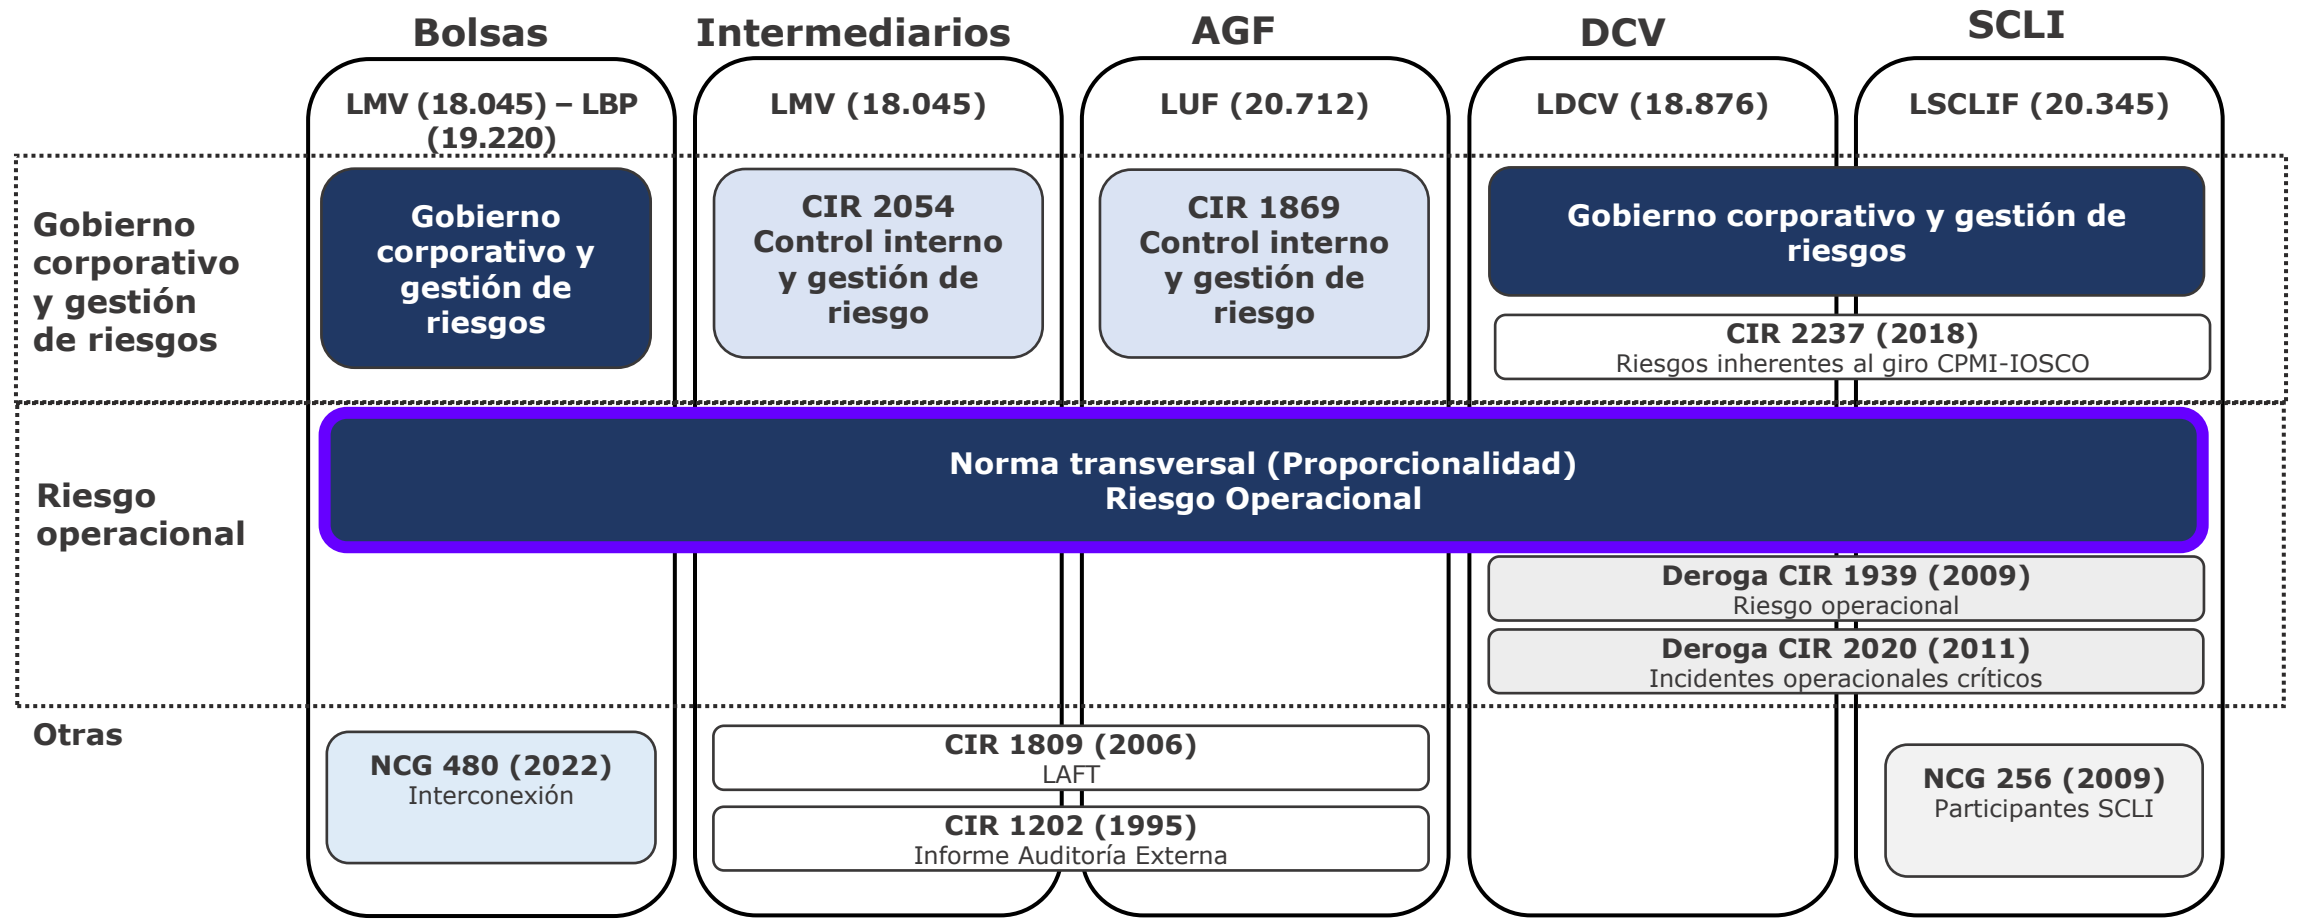 Bolsas
Intermediarios
AGF
DCV
SCLI
LMV (18.045) – LBP
(19.220)
LMV (18.045)
LUF (20.712)
LDCV (18.876)
LSCLIF (20.345)
Gobierno
corporativo
y gestión
de riesgos
Gobierno
corporativo y
gestión de
riesgos
CIR 2054
Control interno
y gestión de
riesgo
CIR 1869
Control interno
y gestión de
riesgo
Gobierno corporativo y gestión de
riesgos
CIR 2237 (2018)
Riesgos inherentes al giro CPMI-IOSCO
Riesgo
operacional
Norma transversal (Proporcionalidad)
Riesgo Operacional
Deroga CIR 1939 (2009)
Riesgo operacional
Deroga CIR 2020 (2011)
Incidentes operacionales críticos
Otras
NCG 480 (2022)
Interconexión
CIR 1809 (2006)
LAFT
CIR 1202 (1995)
Informe Auditoría Externa
NCG 256 (2009)
Participantes SCLI